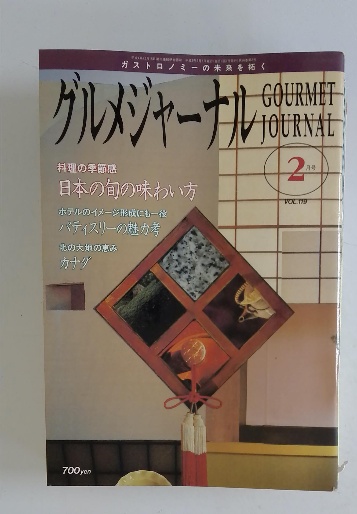 ガストロノミーの未来を拓く
グルメジャーナル
GOURMET
JOURNAL
2月号
VOL.119
料理の季節感
日本の旬の味わい方
ホテルのイメージ形成にも一役
パティスリーの魅力考
北の大地の恵み
カナダ
700yen